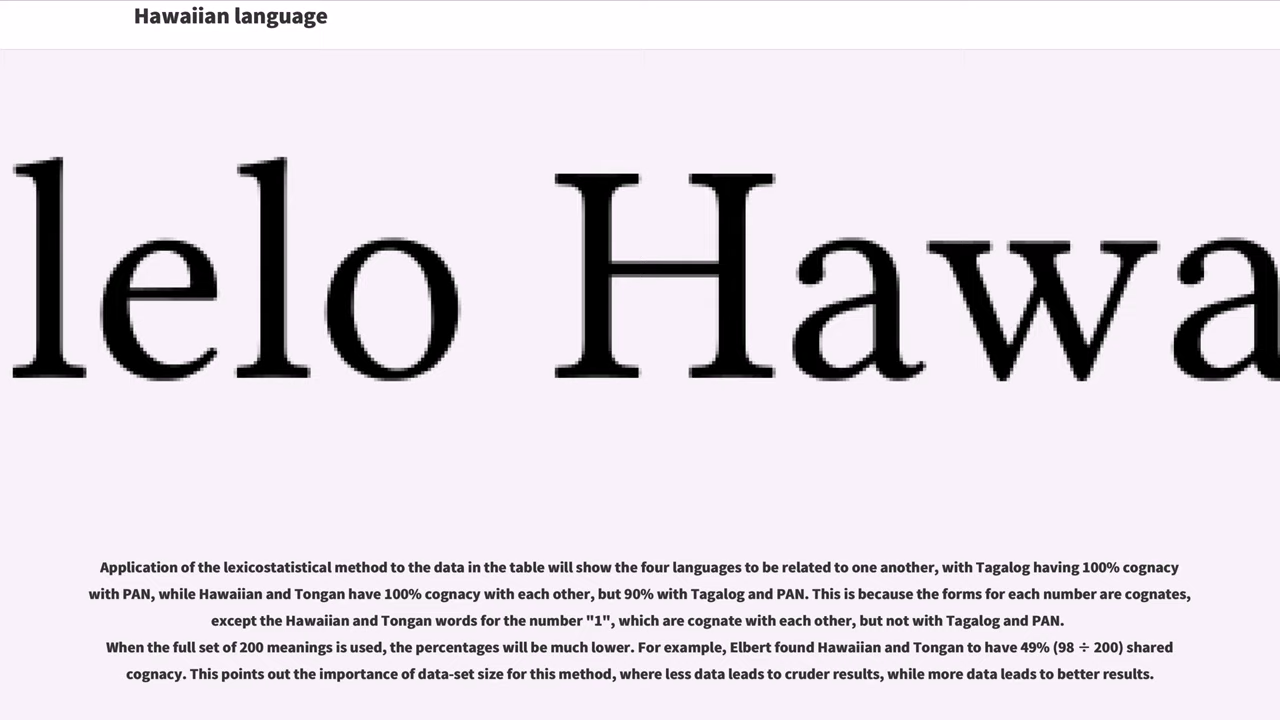 Hawaiian language
lelo Hawa
Application of the lexicostatistical method to the data in the table will show the four languages to be related to one another, with Tagalog having 100% cognacy
with PAN, while Hawaiian and Tongan have 100% cognacy with each other, but 90% with Tagalog and PAN. This is because the forms for each number are cognates,
except the Hawaiian and Tongan words for the number "1", which are cognate with each other, but not with Tagalog and PAN.
When the full set of 200 meanings is used, the percentages will be much lower. For example, Elbert found Hawaiian and Tongan to have 49% (98 ÷ 200) shared
cognacy. This points out the importance of data-set size for this method, where less data leads to cruder results, while more data leads to better results.